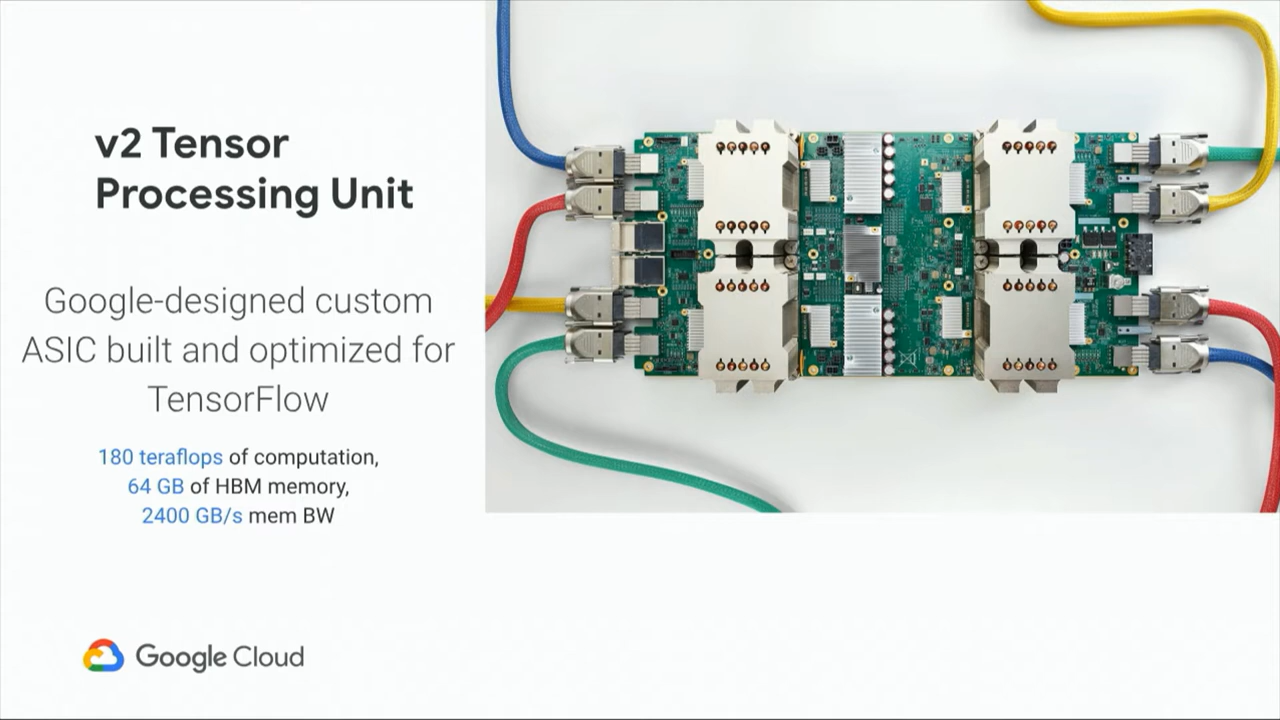 v2 Tensor
Processing Unit
Google-designed custom
ASIC built and optimized for
TensorFlow
180 teraflops of computation,
64 GB of HBM memory,
2400 GB/s mem BW
Google Cloud